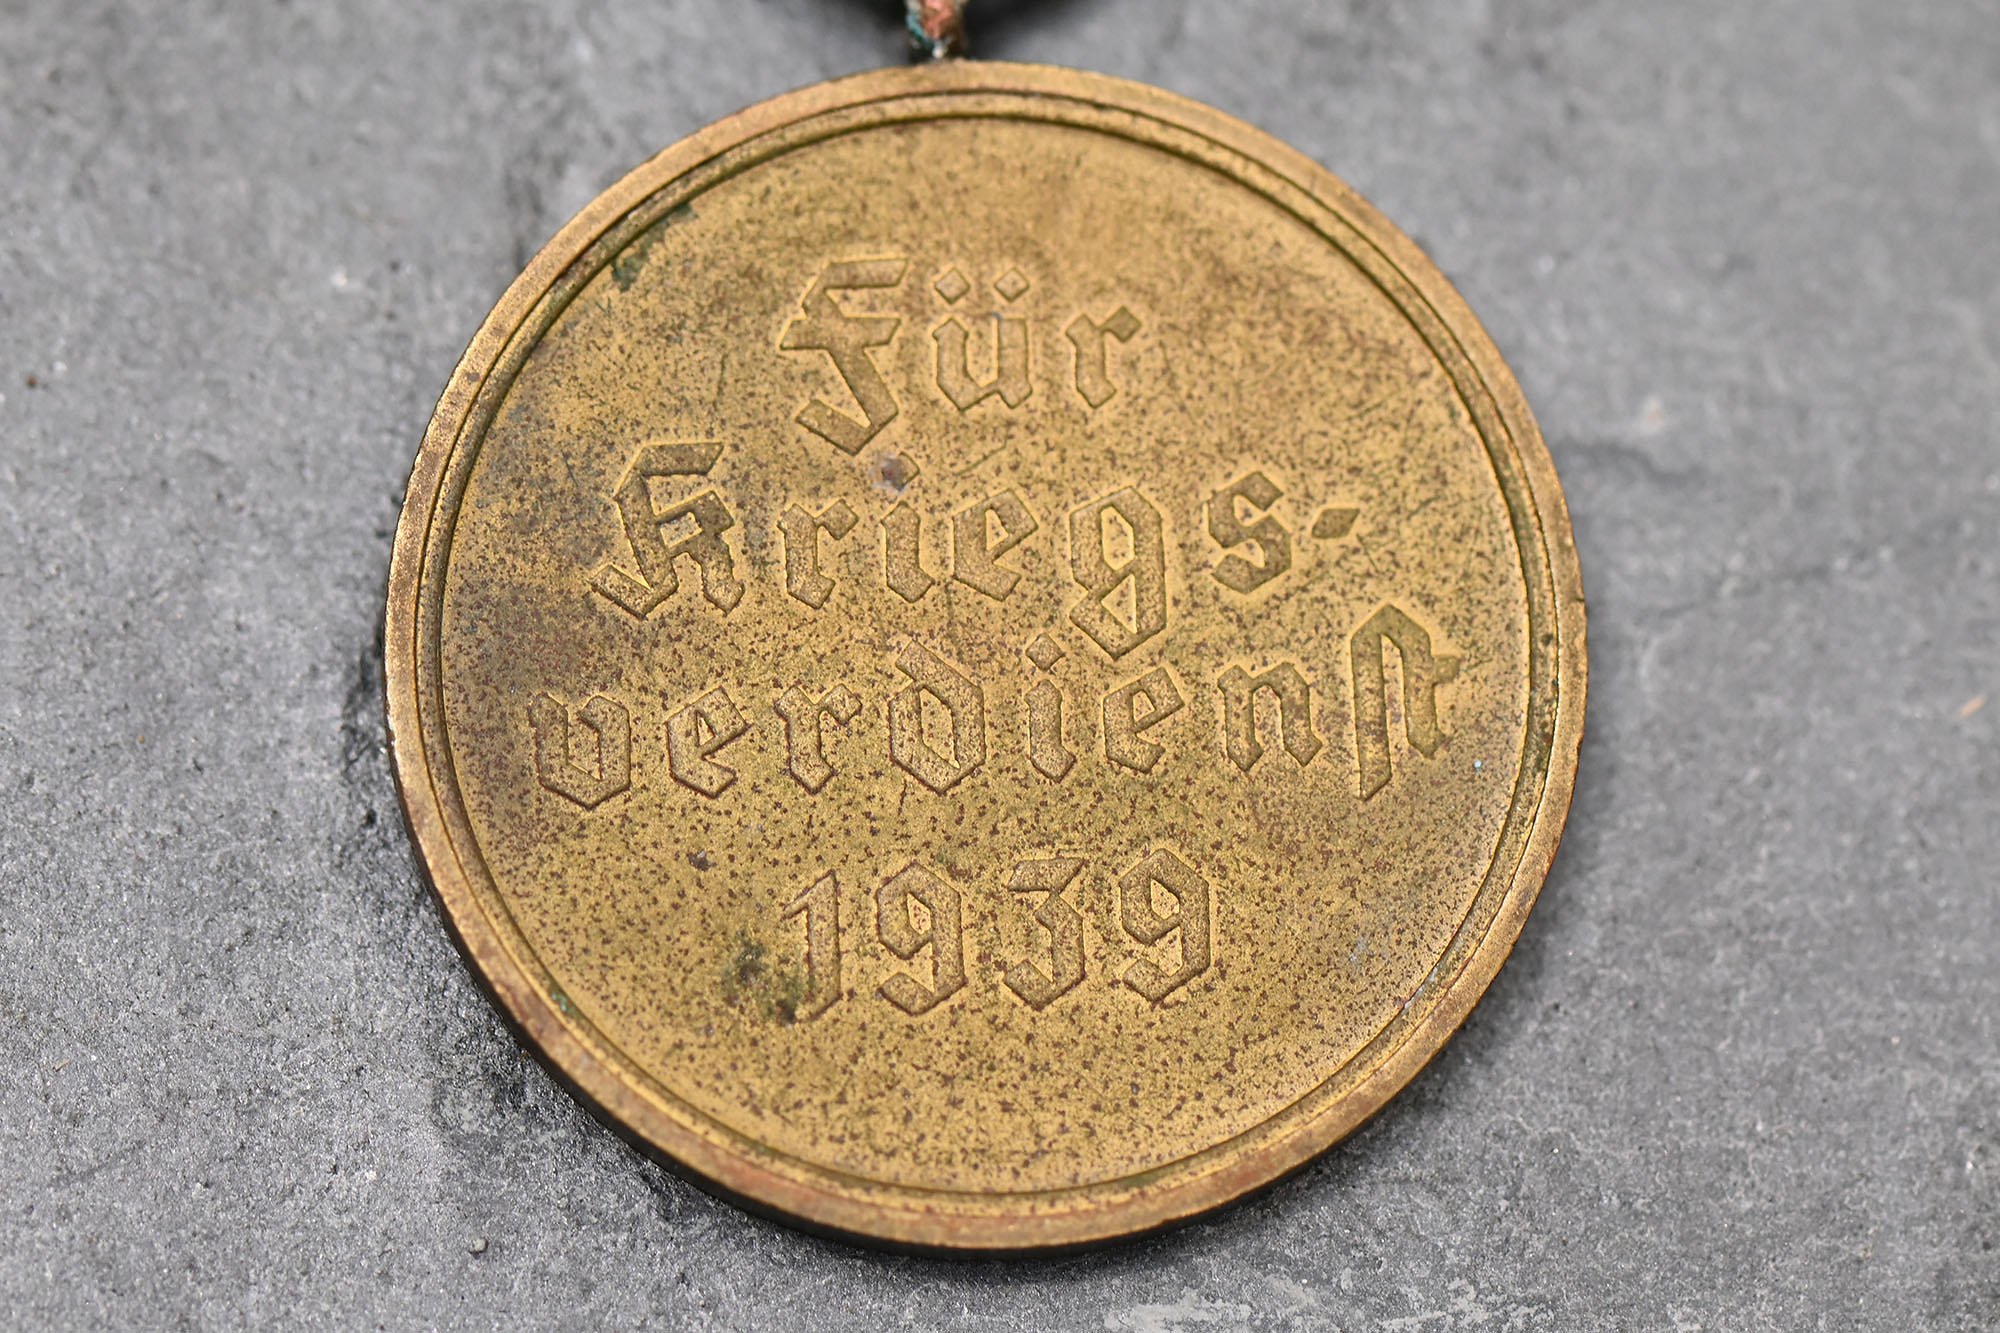 Für
Kriegs-
verdienst
1939